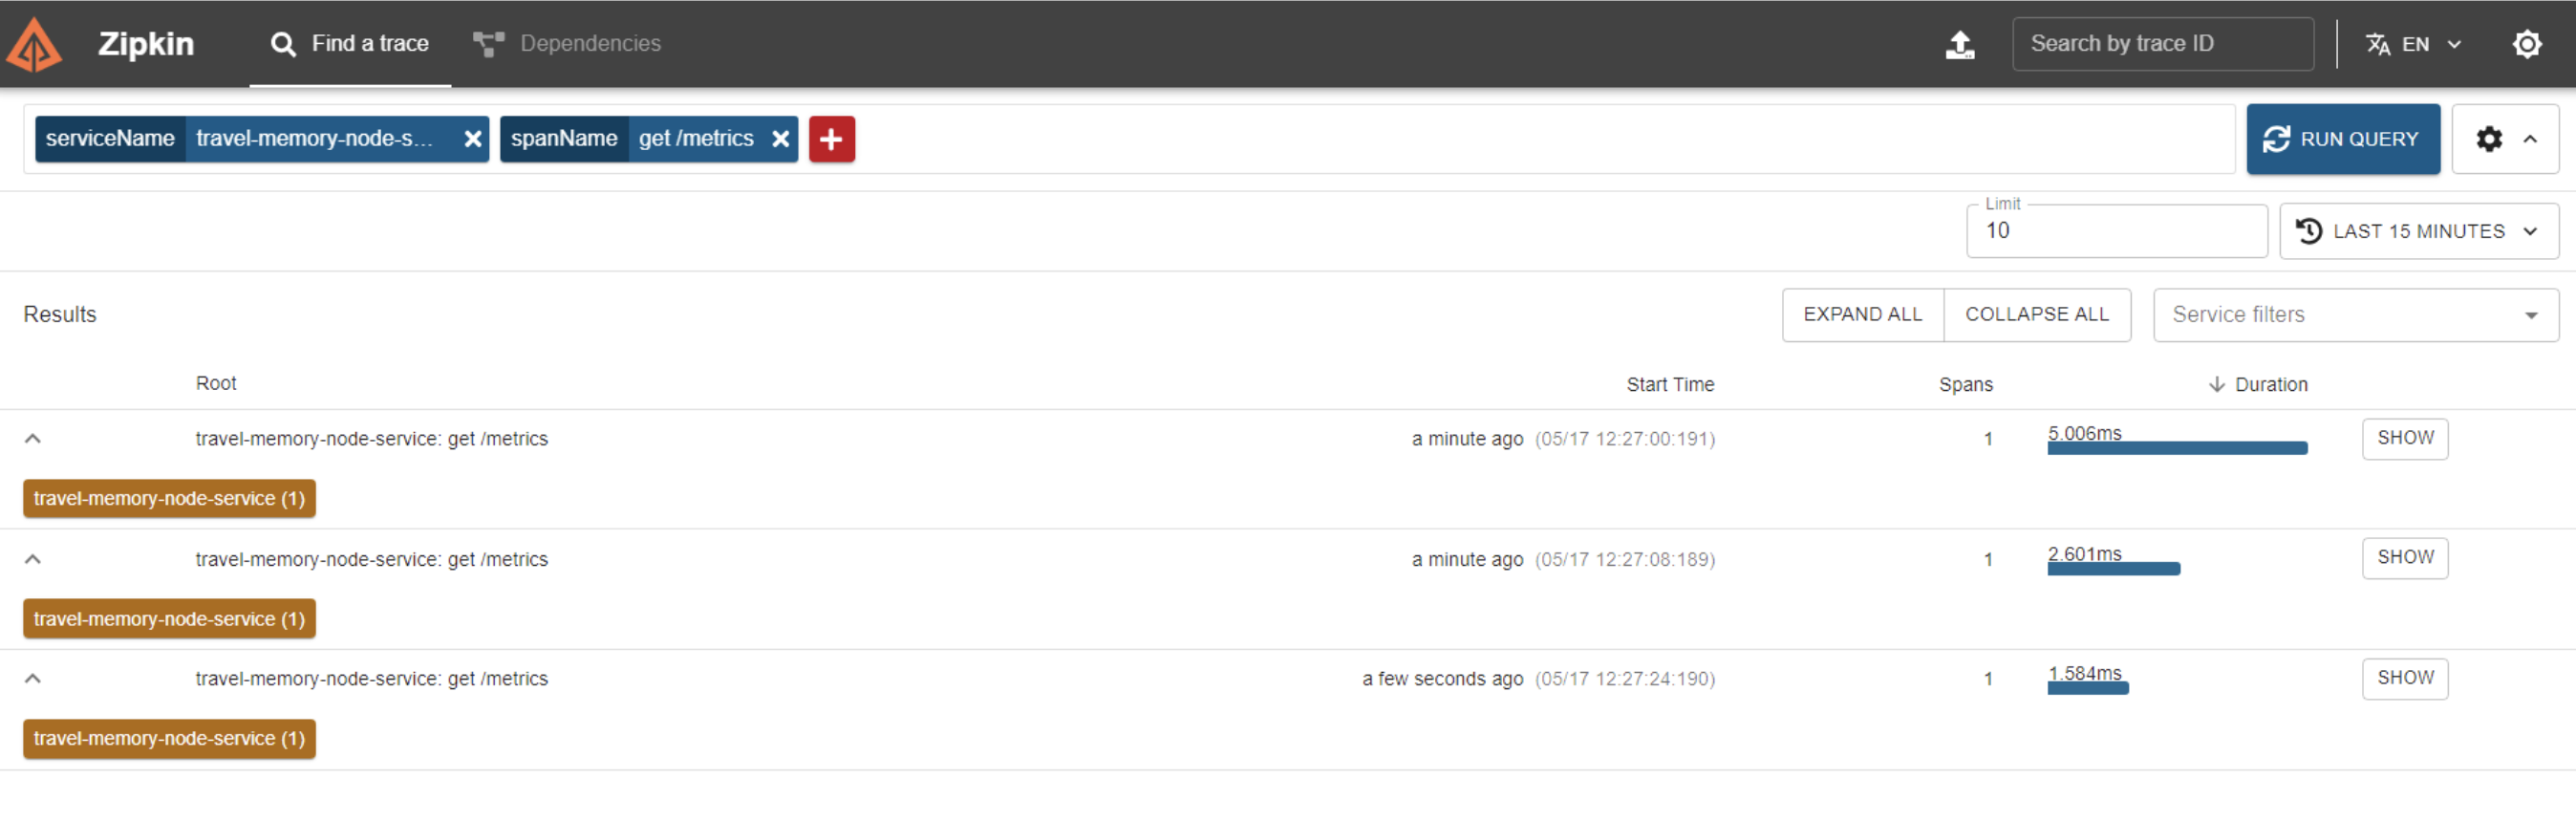 Zipkin Find a trace Dependencies Search by trace ID EN
serviceName travel-memory-node-s... spanName get /metrics RUN QUERY
Limit
10 LAST 15 MINUTES
Results EXPAND ALL COLLAPSE ALL Service filters
Root Start Time Spans Duration
travel-memory-node-service: get /metrics a minute ago (05/17 12:27:00:191) 1 5.006ms SHOW
travel-memory-node-service (1)
travel-memory-node-service: get /metrics a minute ago (05/17 12:27:08:189) 1 2.601ms SHOW
travel-memory-node-service (1)
travel-memory-node-service: get /metrics a few seconds ago (05/17 12:27:24:190) 1 1.584ms SHOW
travel-memory-node-service (1)